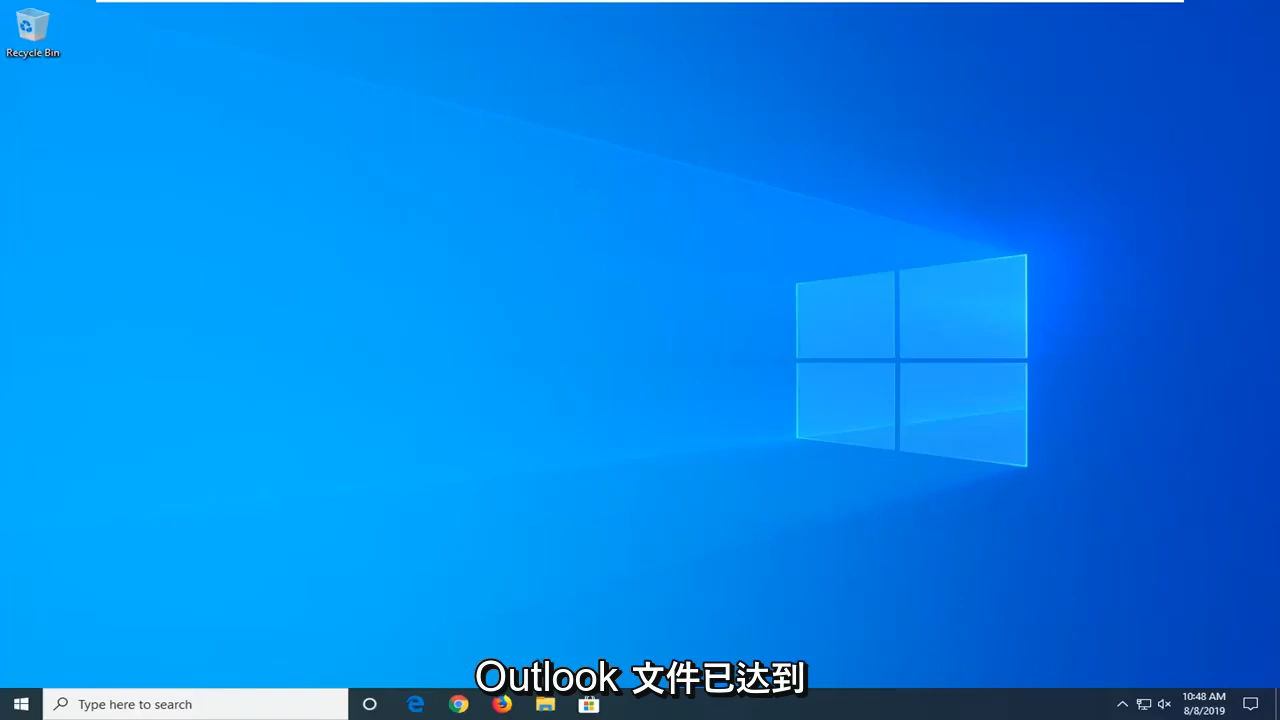 Recycle Bin
Outlook 文件已达到
Type here to search
10:48 AM
8/8/2019